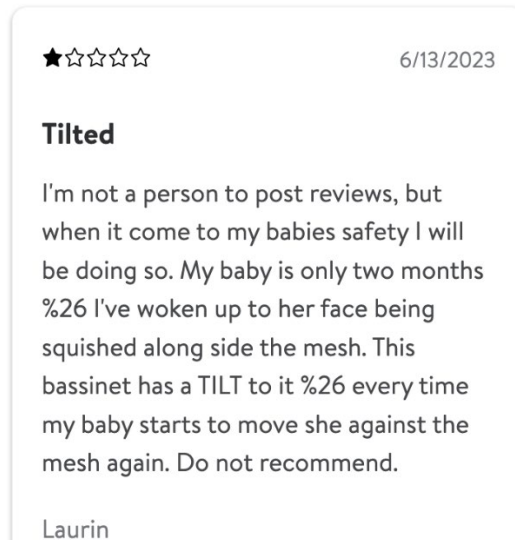 ★☆☆☆☆ 6/13/2023
Tilted
I'm not a person to post reviews, but
when it come to my babies safety I will
be doing so. My baby is only two months
%26 I've woken up to her face being
squished along side the mesh. This
bassinet has a TILT to it %26 every time
my baby starts to move she against the
mesh again. Do not recommend.
Laurin